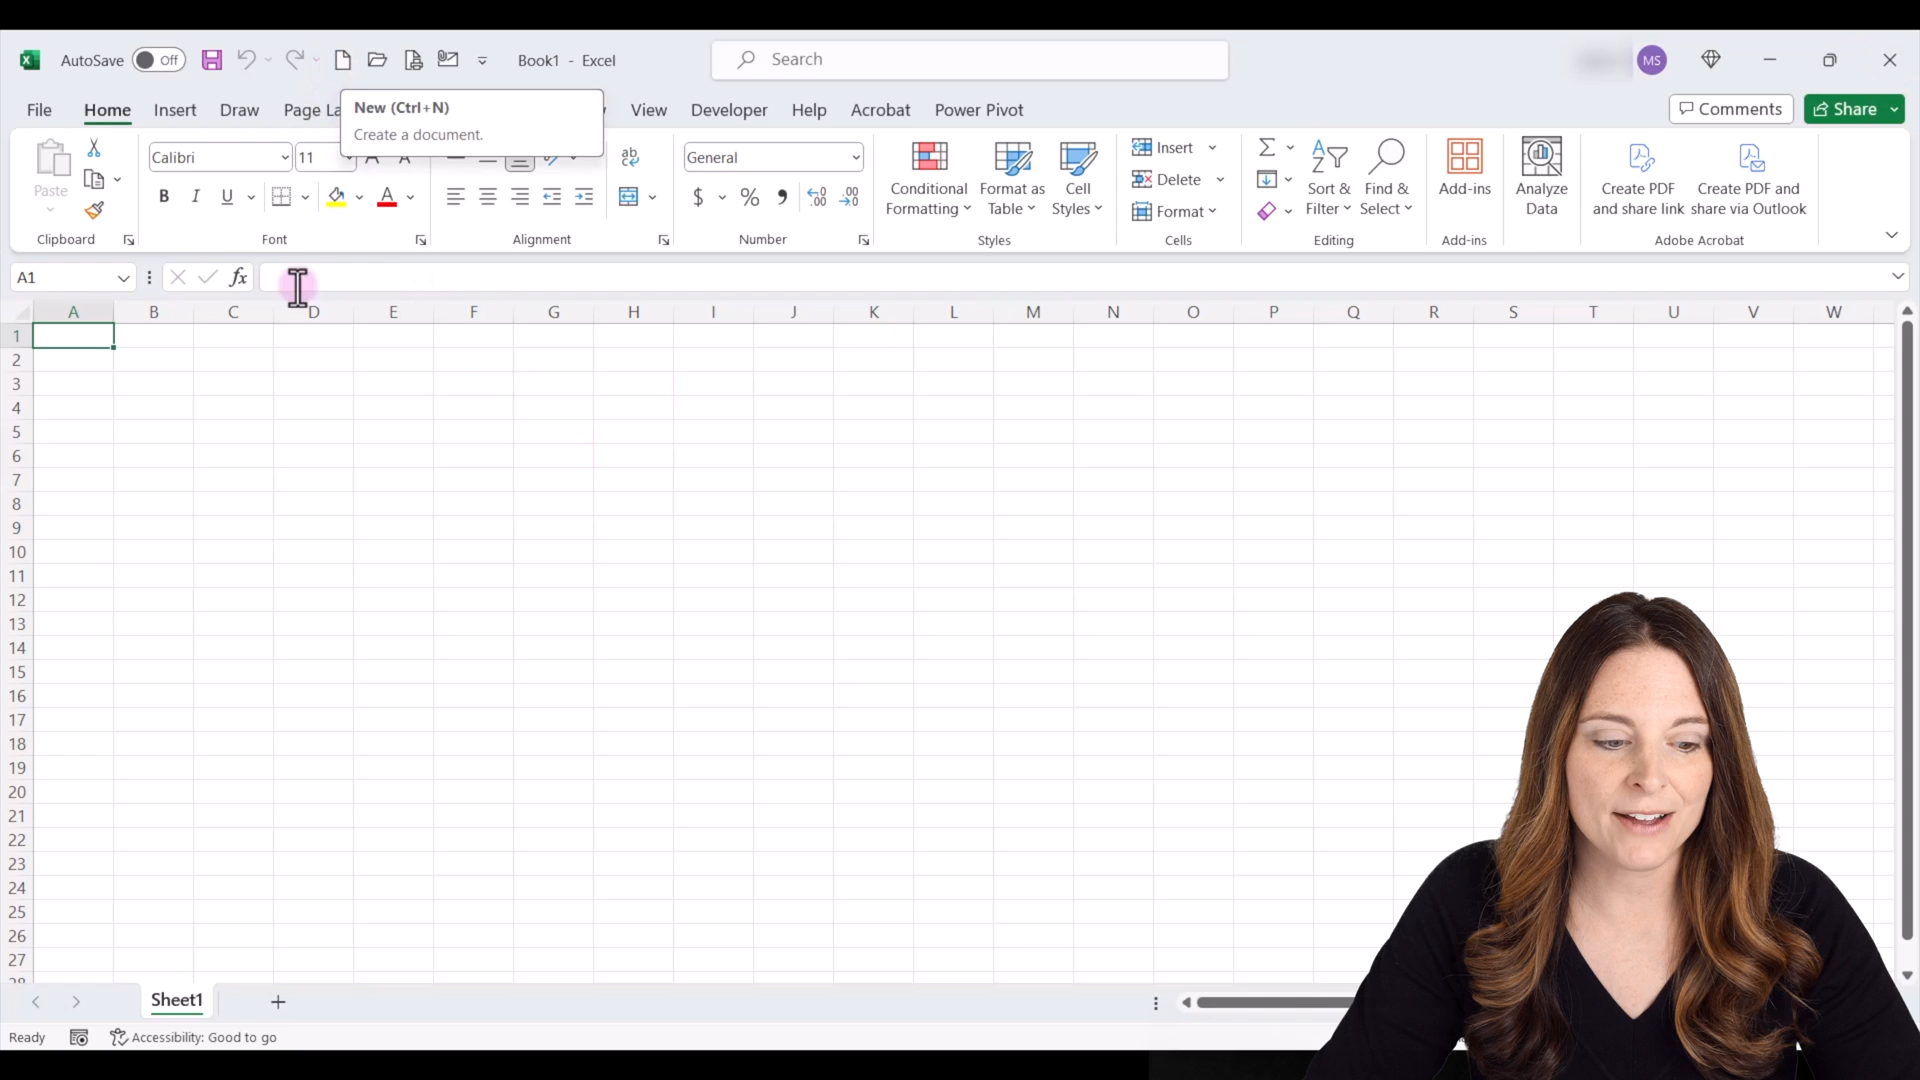 AutoSave Off Book1 - Excel Search MS
File Home Insert Draw Page La View Developer Help Acrobat Power Pivot Comments Share
New (Ctrl+N)
Create a document.
Paste
Clipboard
Calibri 11
B I U
Font
ab
Alignment
General
$ % , .00
Number
Conditional Formatting
Format as Table
Cell Styles
Styles
Insert
Delete
Format
Cells
Sort & Filter
Find & Select
Editing
Add-ins
Add-ins
Analyze Data
Create PDF and share link
Create PDF and share via Outlook
Adobe Acrobat
A1 fx
A B C D E F G H I J K L M N O P Q R S T U V W
1
2
3
4
5
6
7
8
9
10
11
12
13
14
15
16
17
18
19
20
21
22
23
24
25
26
27
28
Sheet1
Ready Accessibility: Good to go